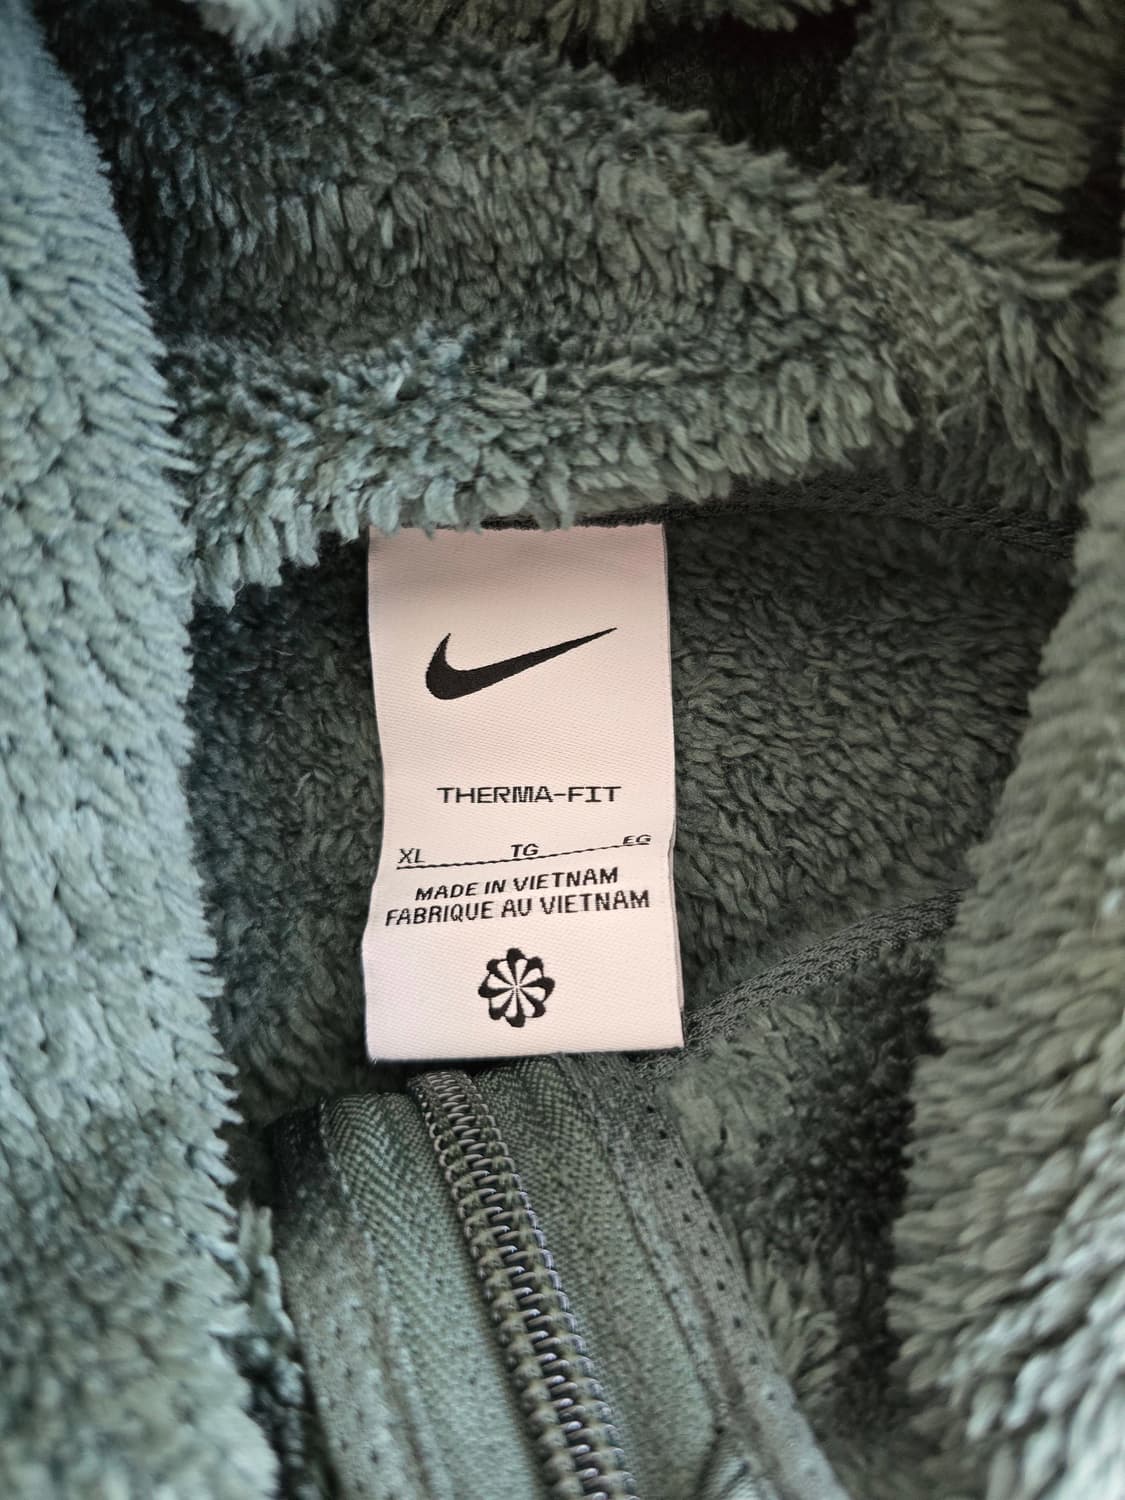 THERMA-FIT
XL TG EG
MADE IN VIETNAM
FABRIQUE AU VIETNAM